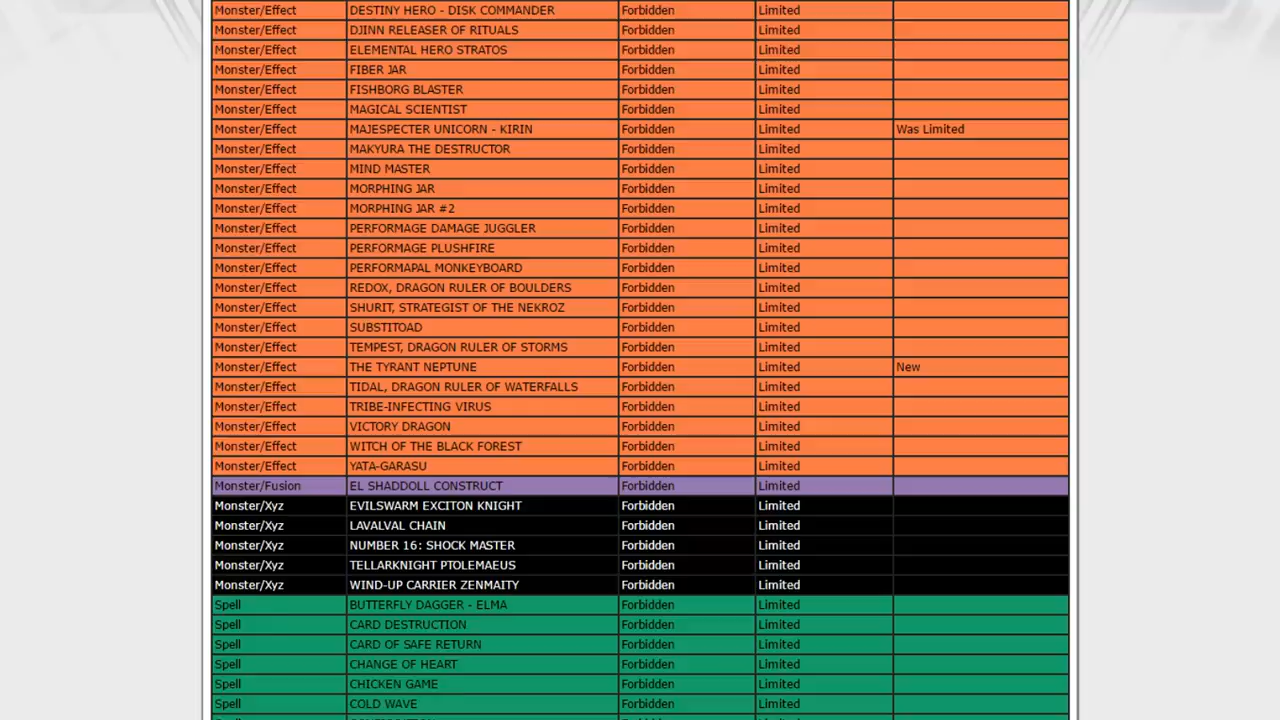 Monster/Effect DESTINY HERO - DISK COMMANDER Forbidden Limited
Monster/Effect DJINN RELEASER OF RITUALS Forbidden Limited
Monster/Effect ELEMENTAL HERO STRATOS Forbidden Limited
Monster/Effect FIBER JAR Forbidden Limited
Monster/Effect FISHBORG BLASTER Forbidden Limited
Monster/Effect MAGICAL SCIENTIST Forbidden Limited
Monster/Effect MAJESPECTER UNICORN - KIRIN Forbidden Limited Was Limited
Monster/Effect MAKYURA THE DESTRUCTOR Forbidden Limited
Monster/Effect MIND MASTER Forbidden Limited
Monster/Effect MORPHING JAR Forbidden Limited
Monster/Effect MORPHING JAR #2 Forbidden Limited
Monster/Effect PERFORMAGE DAMAGE JUGGLER Forbidden Limited
Monster/Effect PERFORMAGE PLUSHFIRE Forbidden Limited
Monster/Effect PERFORMAPAL MONKEYBOARD Forbidden Limited
Monster/Effect REDOX, DRAGON RULER OF BOULDERS Forbidden Limited
Monster/Effect SHURIT, STRATEGIST OF THE NEKROZ Forbidden Limited
Monster/Effect SUBSTITOAD Forbidden Limited
Monster/Effect TEMPEST, DRAGON RULER OF STORMS Forbidden Limited
Monster/Effect THE TYRANT NEPTUNE Forbidden Limited New
Monster/Effect TIDAL, DRAGON RULER OF WATERFALLS Forbidden Limited
Monster/Effect TRIBE-INFECTING VIRUS Forbidden Limited
Monster/Effect VICTORY DRAGON Forbidden Limited
Monster/Effect WITCH OF THE BLACK FOREST Forbidden Limited
Monster/Effect YATA-GARASU Forbidden Limited
Monster/Fusion EL SHADDOLL CONSTRUCT Forbidden Limited
Monster/Xyz EVILSWARM EXCITON KNIGHT Forbidden Limited
Monster/Xyz LAVALVAL CHAIN Forbidden Limited
Monster/Xyz NUMBER 16: SHOCK MASTER Forbidden Limited
Monster/Xyz TELLARKNIGHT PTOLEMAEUS Forbidden Limited
Monster/Xyz WIND-UP CARRIER ZENMAITY Forbidden Limited
Spell BUTTERFLY DAGGER - ELMA Forbidden Limited
Spell CARD DESTRUCTION Forbidden Limited
Spell CARD OF SAFE RETURN Forbidden Limited
Spell CHANGE OF HEART Forbidden Limited
Spell CHICKEN GAME Forbidden Limited
Spell COLD WAVE Forbidden Limited